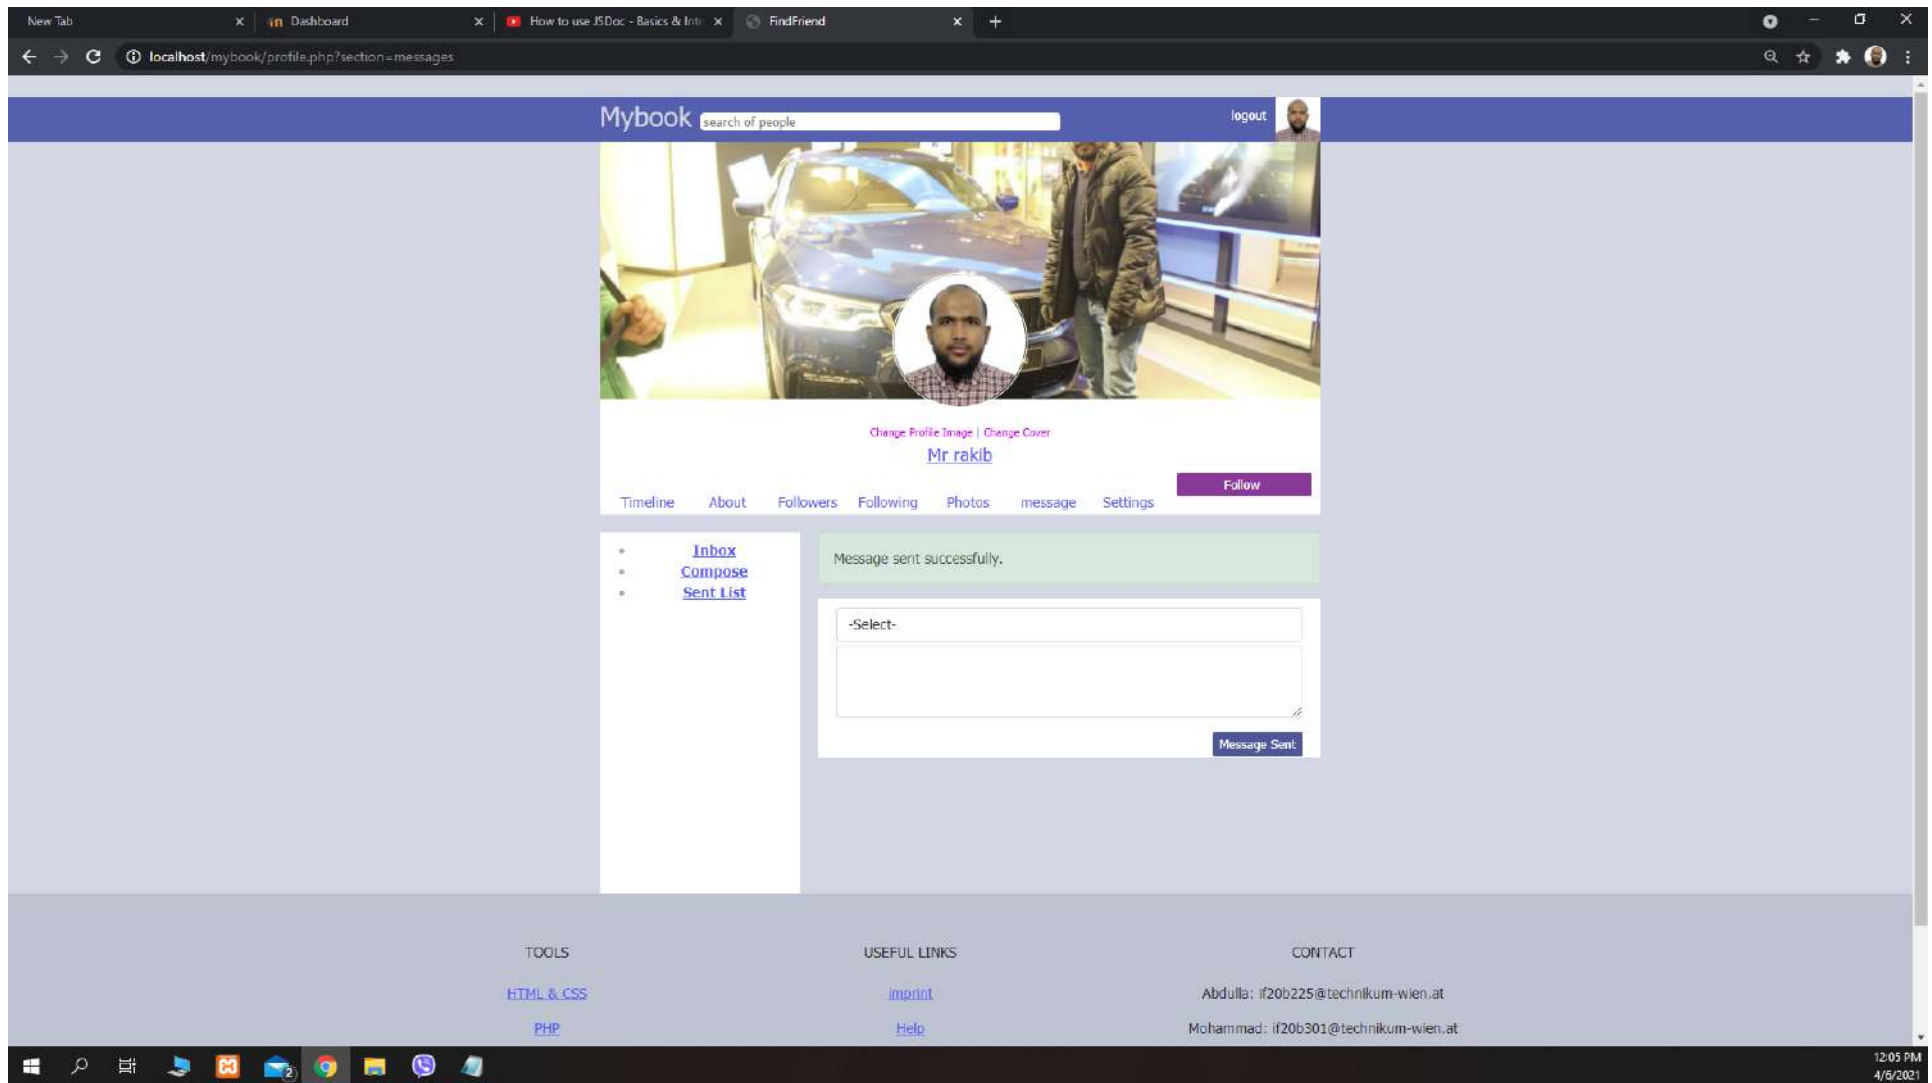 New Tab
Dashboard
How to use JSDoc - Basics & Int
FindFriend
localhost/mybook/profile.php?section=messages
Mybook
search of people
logout
Change Profile Image | Change Cover
Mr rakib
Follow
Timeline About Followers Following Photos message Settings
Inbox
Compose
Sent List
Message sent successfully.
-Select-
Message Sent
TOOLS USEFUL LINKS CONTACT
HTML & CSS imprint Abdulla: if20b225@technikum-wien.at
PHP Help Mohammad: if20b301@technikum-wien.at
2
12:05 PM
4/6/2021